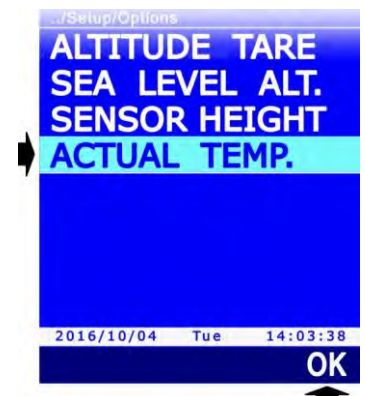 ../Setup/Options
ALTITUDE TARE
SEA LEVEL ALT.
SENSOR HEIGHT
ACTUAL TEMP.
2016/10/04 Tue 14:03:38
OK